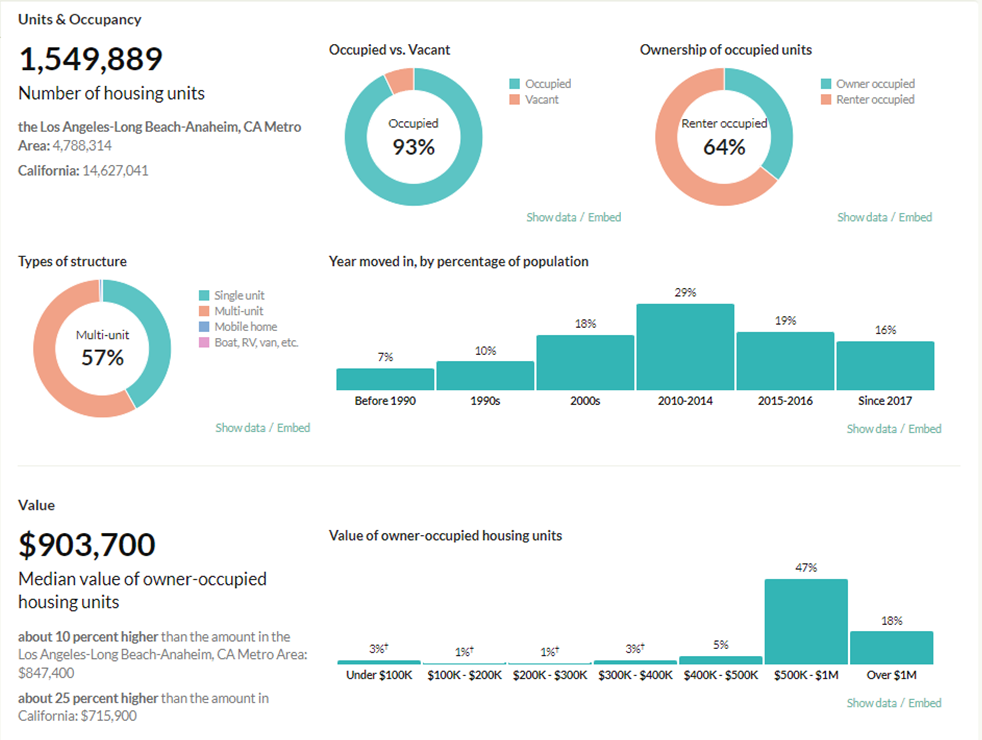 Units & Occupancy
1,549,889
Number of housing units
the Los Angeles-Long Beach-Anaheim, CA Metro
Area: 4,788,314
California: 14,627,041
Occupied vs. Vacant
Occupied
93%
Occupied
Vacant
Show data / Embed
Ownership of occupied units
Renter occupied
64%
Owner occupied
Renter occupied
Show data / Embed
Types of structure
Multi-unit
57%
Single unit
Multi-unit
Mobile home
Boat, RV, van, etc.
Show data / Embed
Year moved in, by percentage of population
7% 10% 18% 29% 19% 16%
Before 1990 1990s 2000s 2010-2014 2015-2016 Since 2017
Show data / Embed
Value
$903,700
Median value of owner-occupied
housing units
about 10 percent higher than the amount in the
Los Angeles-Long Beach-Anaheim, CA Metro Area:
$847,400
about 25 percent higher than the amount in
California: $715,900
Value of owner-occupied housing units
3%† 1%† 1%† 3%† 5% 47% 18%
Under $100K $100K - $200K $200K - $300K $300K - $400K $400K - $500K $500K - $1M Over $1M
Show data / Embed